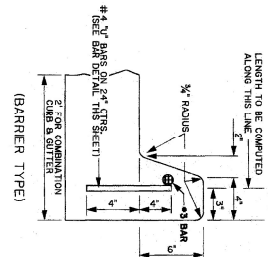 LENGTH TO BE COMPUTED
ALONG THIS LINE
2"
4"
3"
3/4" RADIUS
#3 BAR
6"
#4 "U" BARS ON 24" CTRS.
(SEE BAR DETAIL THIS SHEET)
4"
4"
2' FOR COMBINATION
CURB & GUTTER
(BARRIER TYPE)